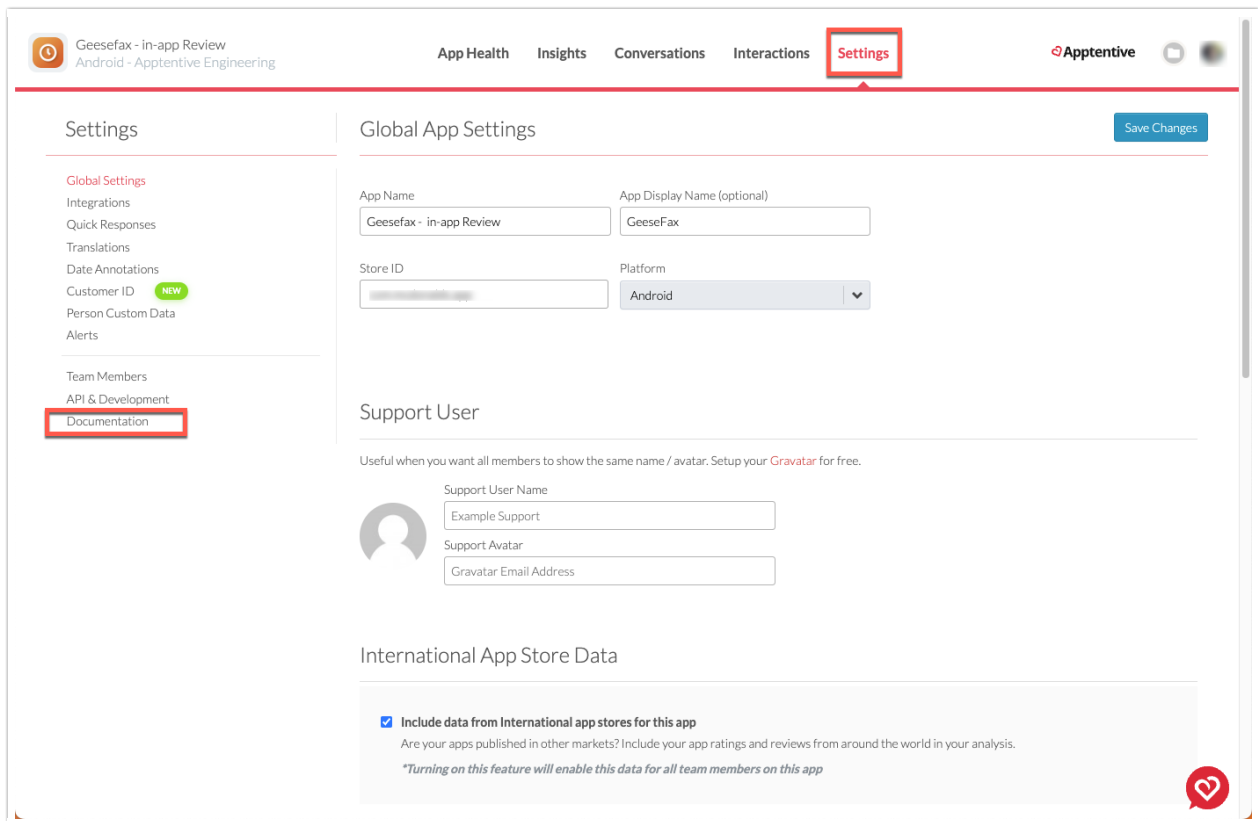 Geesefax - in-app Review
Android - Apptentive Engineering
App Health Insights Conversations Interactions Settings
Apptentive
Settings
Global Settings
Integrations
Quick Responses
Translations
Date Annotations
Customer ID NEW
Person Custom Data
Alerts
Team Members
API & Development
Documentation
Global App Settings
Save Changes
App Name App Display Name (optional)
Geesefax - in-app Review GeeseFax
Store ID Platform
Android
Support User
Useful when you want all members to show the same name / avatar. Setup your Gravatar for free.
Support User Name
Example Support
Support Avatar
Gravatar Email Address
International App Store Data
Include data from International app stores for this app
Are your apps published in other markets? Include your app ratings and reviews from around the world in your analysis.
*Turning on this feature will enable this data for all team members on this app